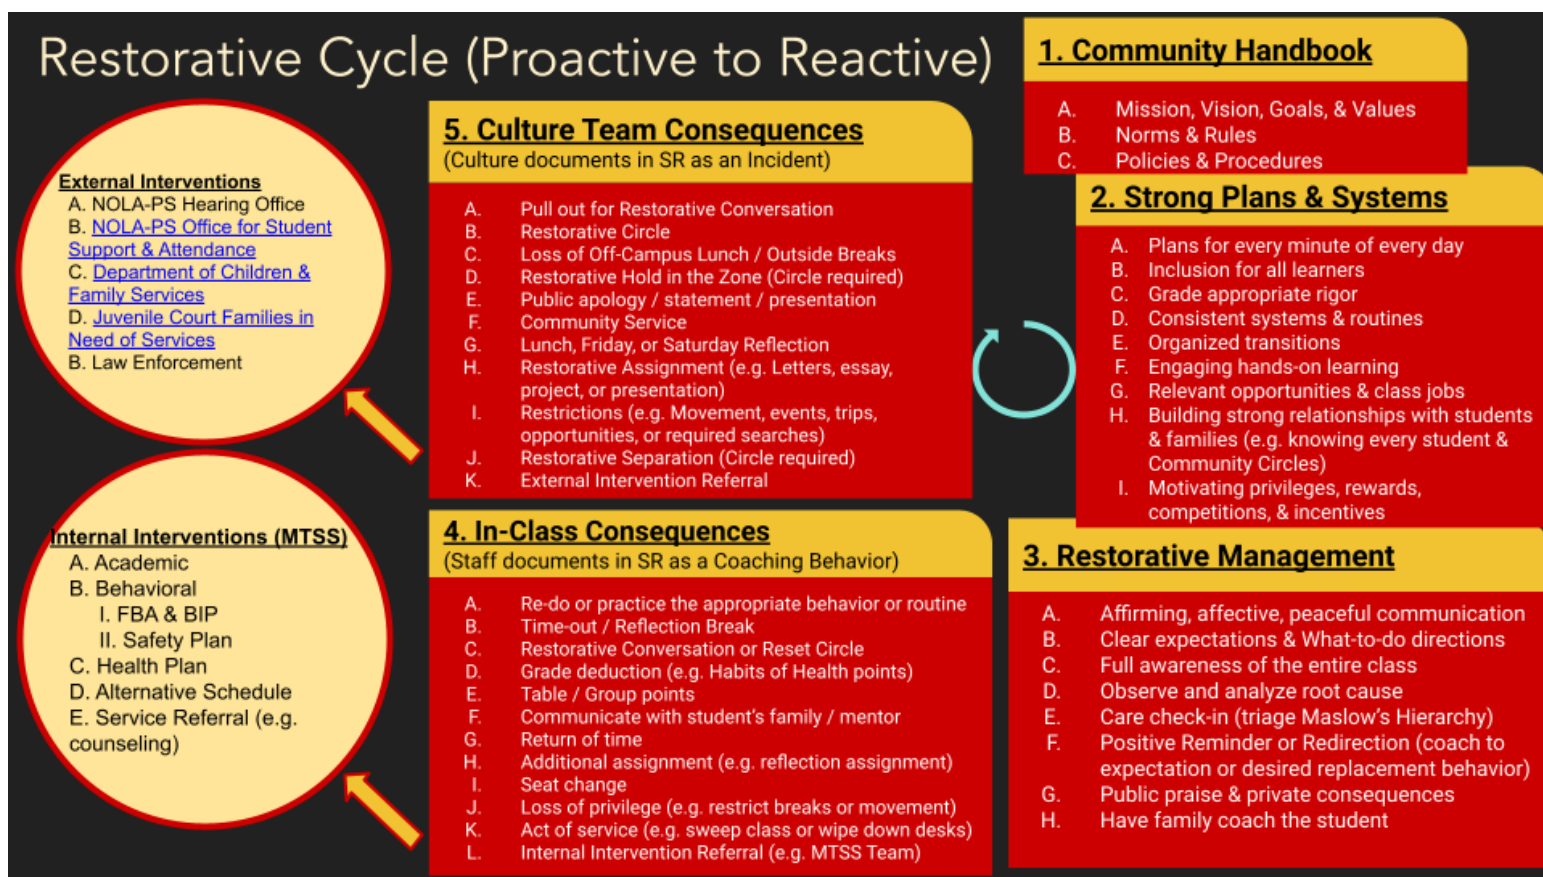 Restorative Cycle (Proactive to Reactive)
1. Community Handbook
A. Mission, Vision, Goals, & Values
B. Norms & Rules
C. Policies & Procedures
2. Strong Plans & Systems
A. Plans for every minute of every day
B. Inclusion for all learners
C. Grade appropriate rigor
D. Consistent systems & routines
E. Organized transitions
F. Engaging hands-on learning
G. Relevant opportunities & class jobs
H. Building strong relationships with students
& families (e.g. knowing every student &
Community Circles)
I. Motivating privileges, rewards,
competitions, & incentives
3. Restorative Management
A. Affirming, affective, peaceful communication
B. Clear expectations & What-to-do directions
C. Full awareness of the entire class
D. Observe and analyze root cause
E. Care check-in (triage Maslow's Hierarchy)
F. Positive Reminder or Redirection (coach to
expectation or desired replacement behavior)
G. Public praise & private consequences
H. Have family coach the student
4. In-Class Consequences
(Staff documents in SR as a Coaching Behavior)
A. Re-do or practice the appropriate behavior or routine
B. Time-out / Reflection Break
C. Restorative Conversation or Reset Circle
D. Grade deduction (e.g. Habits of Health points)
E. Table / Group points
F. Communicate with student's family / mentor
G. Return of time
H. Additional assignment (e.g. reflection assignment)
I. Seat change
J. Loss of privilege (e.g. restrict breaks or movement)
K. Act of service (e.g. sweep class or wipe down desks)
L. Internal Intervention Referral (e.g. MTSS Team)
5. Culture Team Consequences
(Culture documents in SR as an Incident)
A. Pull out for Restorative Conversation
B. Restorative Circle
C. Loss of Off-Campus Lunch / Outside Breaks
D. Restorative Hold in the Zone (Circle required)
E. Public apology / statement / presentation
F. Community Service
G. Lunch, Friday, or Saturday Reflection
H. Restorative Assignment (e.g. Letters, essay,
project, or presentation)
I. Restrictions (e.g. Movement, events, trips,
opportunities, or required searches)
J. Restorative Separation (Circle required)
K. External Intervention Referral
External Interventions
A. NOLA-PS Hearing Office
B. NOLA-PS Office for Student
Support & Attendance
C. Department of Children &
Family Services
D. Juvenile Court Families in
Need of Services
B. Law Enforcement
Internal Interventions (MTSS)
A. Academic
B. Behavioral
I. FBA & BIP
II. Safety Plan
C. Health Plan
D. Alternative Schedule
E. Service Referral (e.g.
counseling)